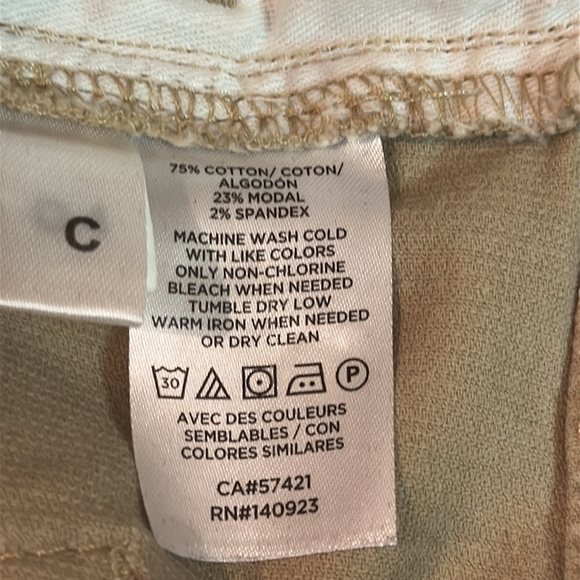 C
75% COTTON/ COTON/
ALGODÓN
23% MODAL
2% SPANDEX
MACHINE WASH COLD
WITH LIKE COLORS
ONLY NON-CHLORINE
BLEACH WHEN NEEDED
TUMBLE DRY LOW
WARM IRON WHEN NEEDED
OR DRY CLEAN
30 P
AVEC DES COULEURS
SEMBLABLES / CON
COLORES SIMILARES
CA#57421
RN#140923